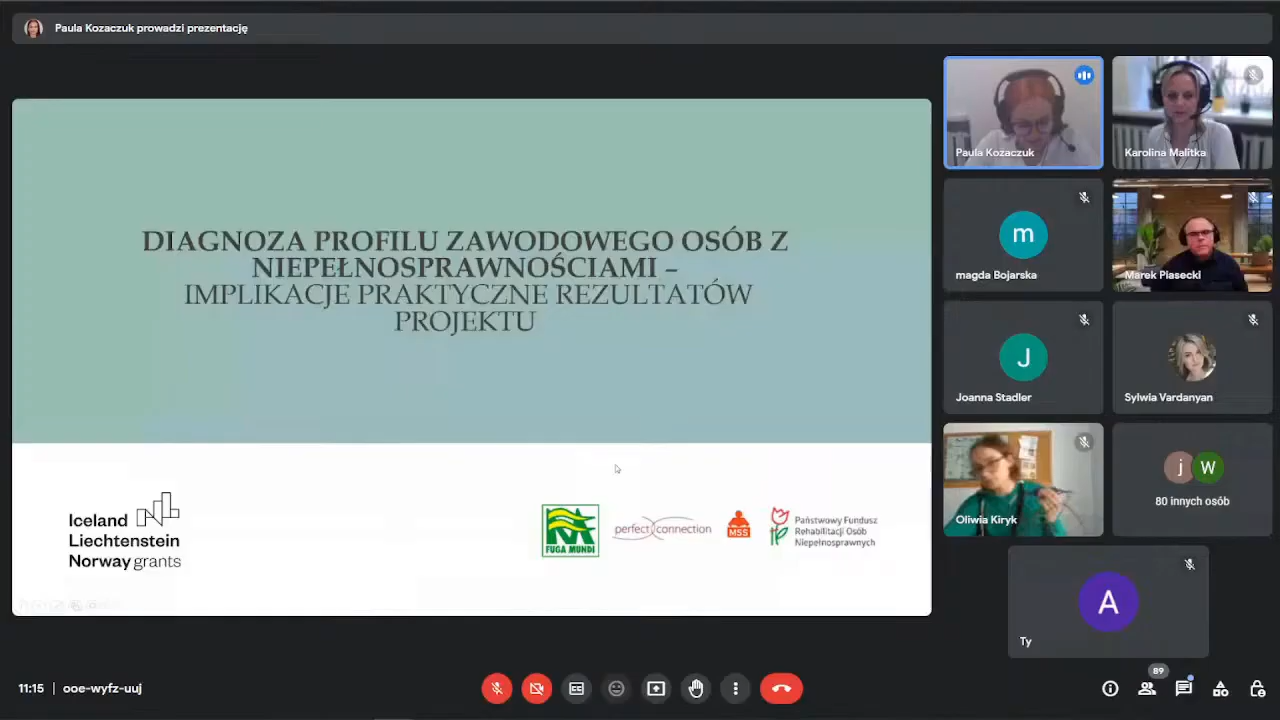 Paula Kozaczuk prowadzi prezentację
DIAGNOZA PROFILU ZAWODOWEGO OSÓB Z
NIEPEŁNOSPRAWNOŚCIAMI –
IMPLIKACJE PRAKTYCZNE REZULTATÓW
PROJEKTU
Iceland
Liechtenstein
Norway grants
FUGA MUNDI
perfect connection
MSS
Państwowy Fundusz
Rehabilitacji Osób
Niepełnosprawnych
Paula Kozaczuk
Karolina Malitka
m
magda Bojarska
Marek Piasecki
J
Joanna Stadler
Sylwia Vardanyan
Oliwia Kiryk
j W
80 innych osób
A
Ty
11:15 | ooe-wyfz-uuj
89